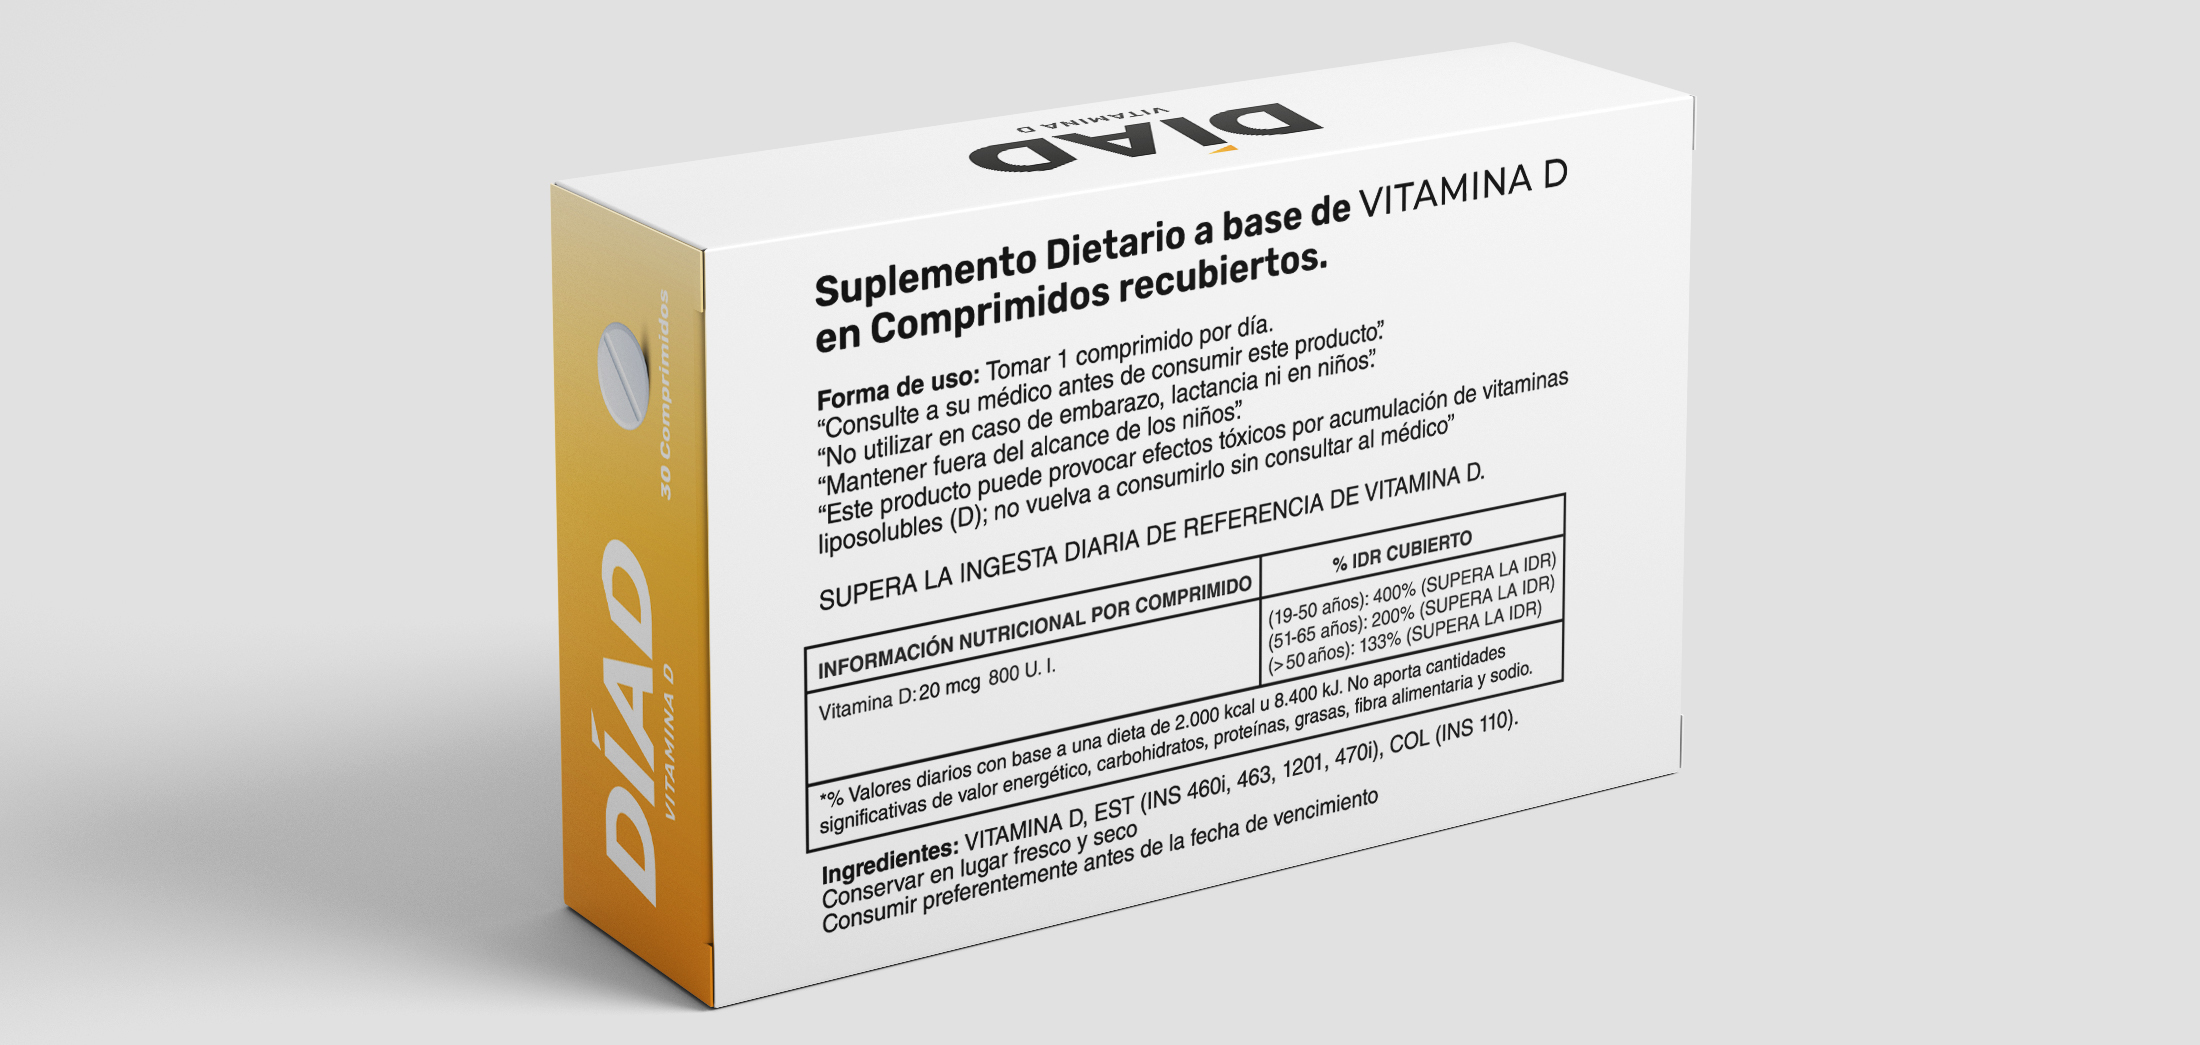 DÍAD
VITAMINA D
Suplemento Dietario a base de VITAMINA D
en Comprimidos recubiertos.
Forma de uso: Tomar 1 comprimido por día.
“Consulte a su médico antes de consumir este producto”.
“No utilizar en caso de embarazo, lactancia ni en niños”.
“Mantener fuera del alcance de los niños”.
“Este producto puede provocar efectos tóxicos por acumulación de vitaminas
liposolubles (D); no vuelva a consumirlo sin consultar al médico”
SUPERA LA INGESTA DIARIA DE REFERENCIA DE VITAMINA D.
INFORMACIÓN NUTRICIONAL POR COMPRIMIDO
% IDR CUBIERTO
Vitamina D: 20 mcg 800 U. I.
(19-50 años): 400% (SUPERA LA IDR)
(51-65 años): 200% (SUPERA LA IDR)
(>50 años): 133% (SUPERA LA IDR)
*% Valores diarios con base a una dieta de 2.000 kcal u 8.400 kJ. No aporta cantidades
significativas de valor energético, carbohidratos, proteínas, grasas, fibra alimentaria y sodio.
Ingredientes: VITAMINA D, EST (INS 460i, 463, 1201, 470i), COL (INS 110).
Conservar en lugar fresco y seco
Consumir preferentemente antes de la fecha de vencimiento
DÍAD
VITAMINA D
30 Comprimidos